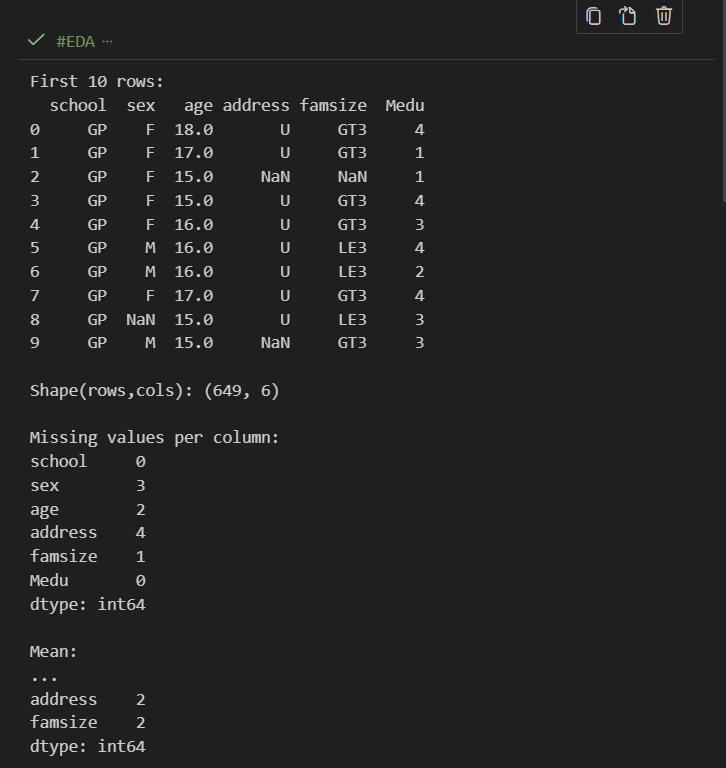 #EDA ...
First 10 rows:
  school  sex   age address famsize  Medu
0     GP    F  18.0       U     GT3     4
1     GP    F  17.0       U     GT3     1
2     GP    F  15.0     NaN     NaN     1
3     GP    F  15.0       U     GT3     4
4     GP    F  16.0       U     GT3     3
5     GP    M  16.0       U     LE3     4
6     GP    M  16.0       U     LE3     2
7     GP    F  17.0       U     GT3     4
8     GP  NaN  15.0       U     LE3     3
9     GP    M  15.0     NaN     GT3     3
Shape(rows,cols): (649, 6)
Missing values per column:
school     0
sex        3
age        2
address    4
famsize    1
Medu       0
dtype: int64
Mean:
...
address    2
famsize    2
dtype: int64